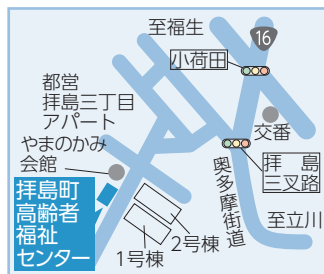 至福生
16
小荷田
都営
拝島三丁目
アパート
交番
やまのかみ
会館
拝島
三叉路
奥多摩街道
拝島町
高齢者
福祉
センター
至立川
2号棟
1号棟